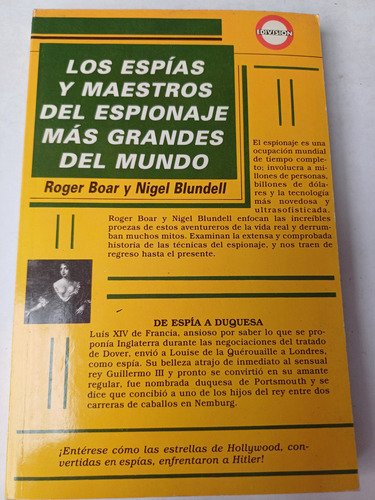 EDIVISION
LOS ESPÍAS
Y MAESTROS
DEL ESPIONAJE
MÁS GRANDES
DEL MUNDO
Roger Boar y Nigel Blundell
El espionaje es una
ocupación mundial
de tiempo comple-
to; involucra a mi-
llones de personas,
billones de dóla-
res y la tecnología
más novedosa y
ultrasofisticada.
Roger Boar y Nigel Blundell enfocan las increíbles
proezas de estos aventureros de la vida real y derrum-
ban muchos mitos. Examinan la extensa y comprobada
historia de las técnicas del espionaje, y nos traen de
regreso hasta el presente.
DE ESPÍA A DUQUESA
Luis XIV de Francia, ansioso por saber lo que se pro-
ponía Inglaterra durante las negociaciones del tratado
de Dover, envió a Louise de la Quérouaille a Londres,
como espía. Su belleza atrajo de inmediato al sensual
rey Guillermo III y pronto se convirtió en su amante
regular, fue nombrada duquesa de Portsmouth y se
dice que concibió a uno de los hijos del rey entre dos
carreras de caballos en Nemburg.
¡Entérese cómo las estrellas de Hollywood, con-
vertidas en espías, enfrentaron a Hitler!